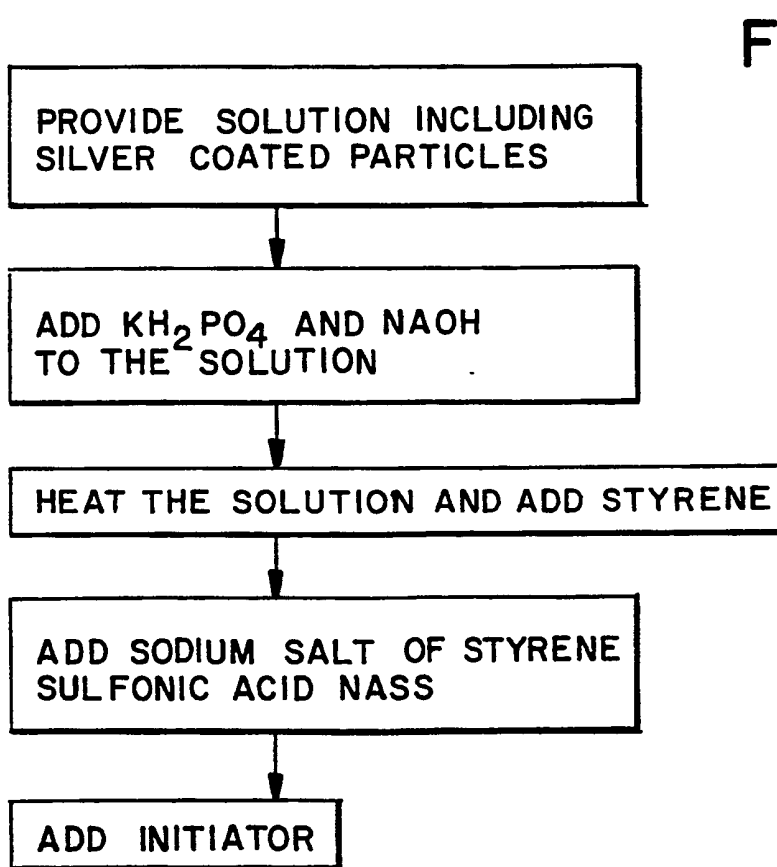 F
PROVIDE SOLUTION INCLUDING
SILVER COATED PARTICLES
ADD KH₂PO₄ AND NAOH
TO THE SOLUTION
HEAT THE SOLUTION AND ADD STYRENE
ADD SODIUM SALT OF STYRENE
SULFONIC ACID NASS
ADD INITIATOR